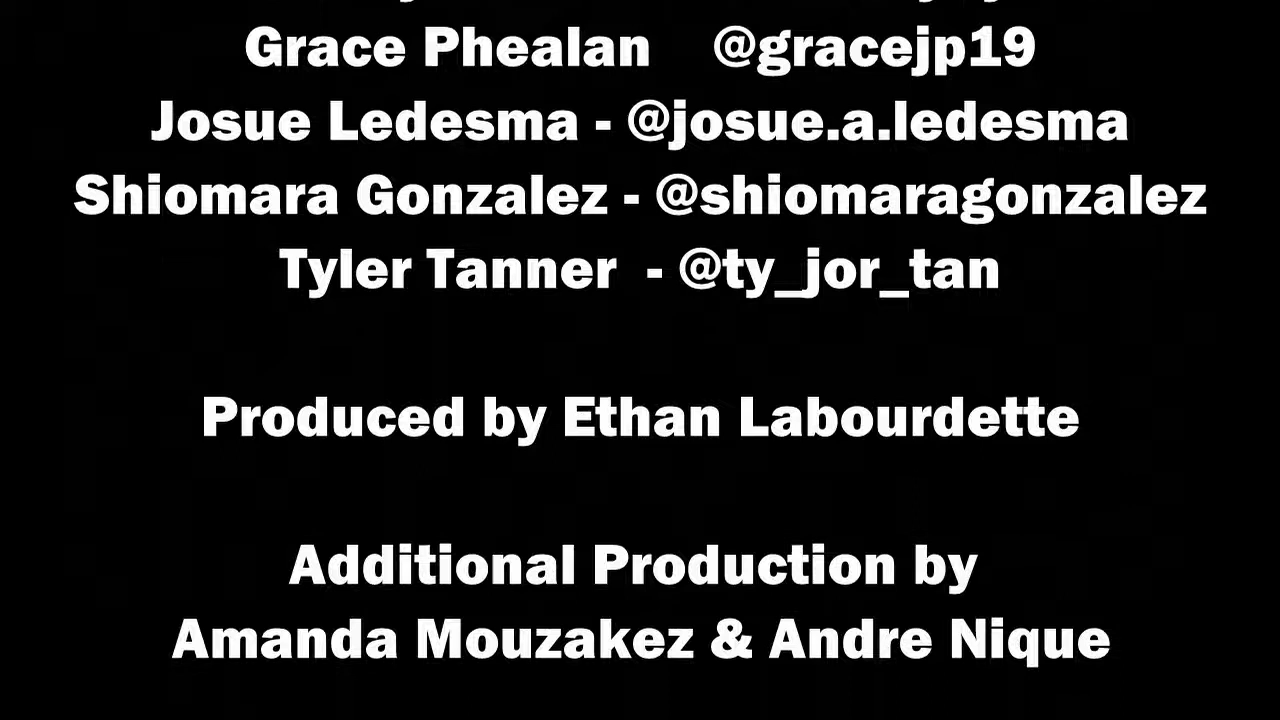 Grace Phealan @gracejp19
Josue Ledesma - @josue.a.ledesma
Shiomara Gonzalez - @shiomaragonzalez
Tyler Tanner - @ty_jor_tan
Produced by Ethan Labourdette
Additional Production by
Amanda Mouzakez & Andre Nique